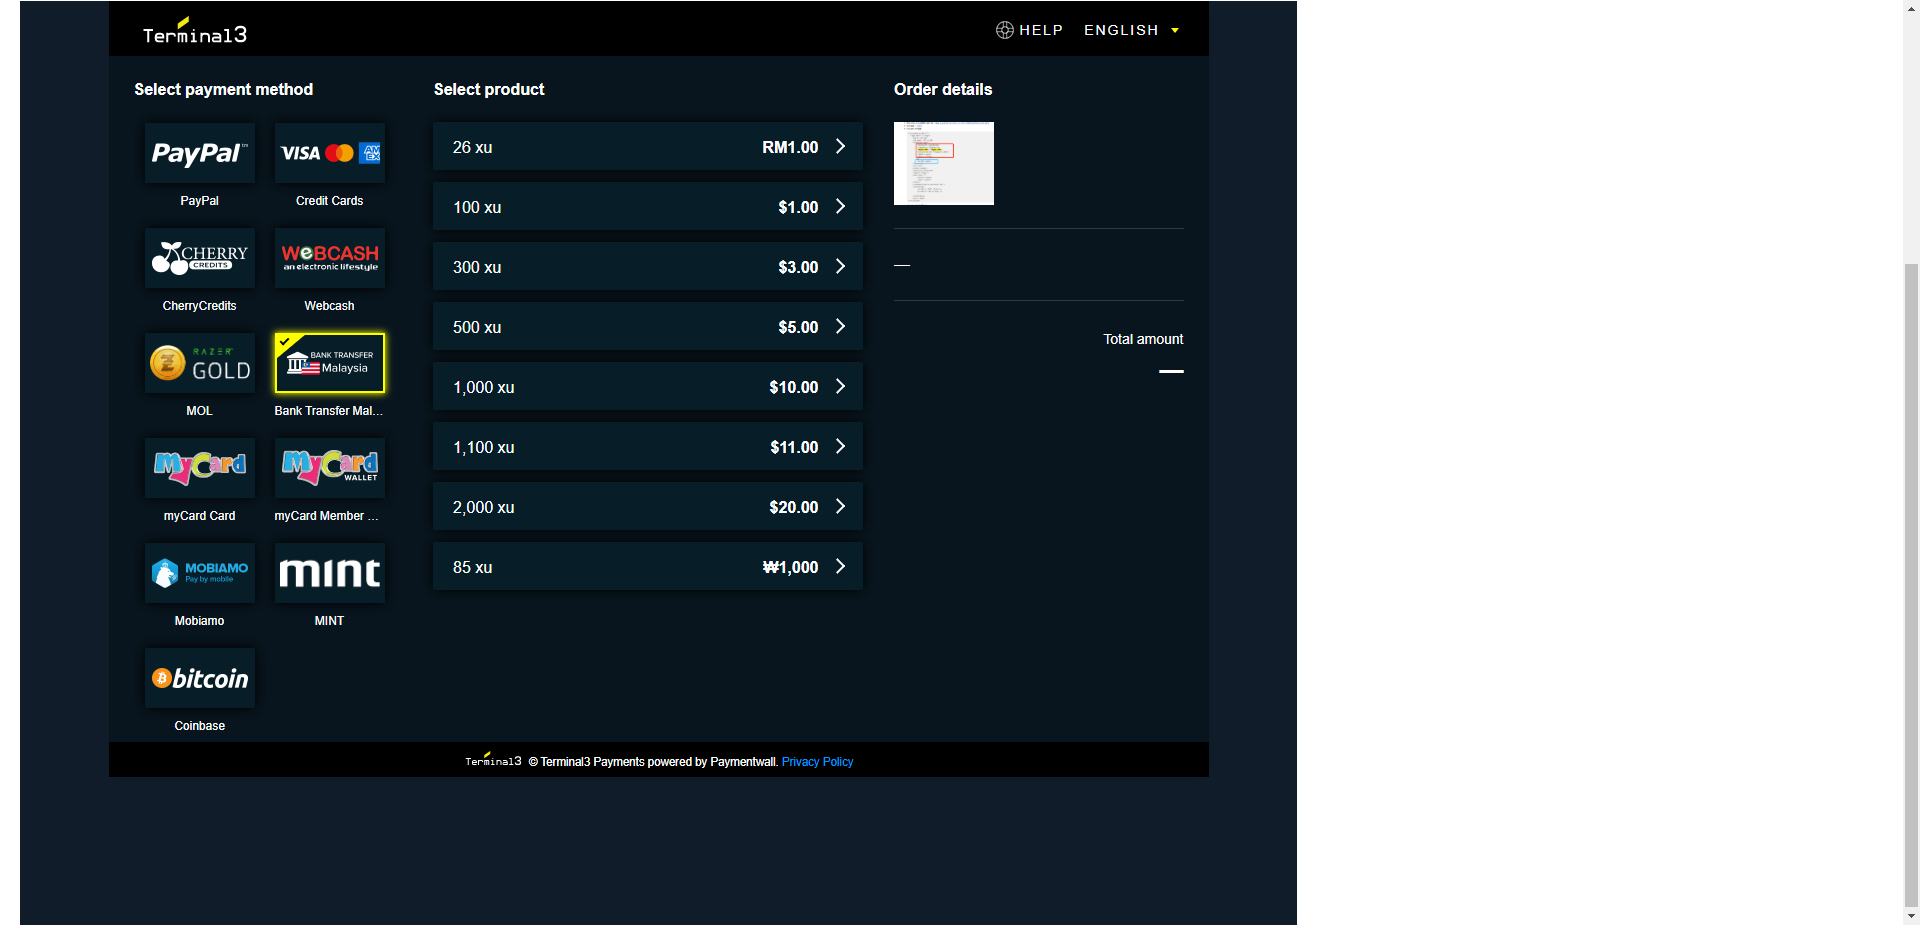 Terminal3
HELP
ENGLISH
Select payment method
Select product
Order details
PayPal™
VISA
AM
EX
PayPal
Credit Cards
CHERRY
CREDITS
WeBCASH
an electronic lifestyle
CherryCredits
Webcash
RAZER
GOLD
BANK TRANSFER
Malaysia
MOL
Bank Transfer Mal...
MyCard
MyCard
WALLET
myCard Card
myCard Member ...
MOBIAMO
Pay by mobile
mint
Mobiamo
MINT
bitcoin
Coinbase
26 xu
RM1.00
100 xu
$1.00
300 xu
$3.00
500 xu
$5.00
1,000 xu
$10.00
1,100 xu
$11.00
2,000 xu
$20.00
85 xu
₩1,000
Total amount
Terminal3 © Terminal3 Payments powered by Paymentwall. Privacy Policy